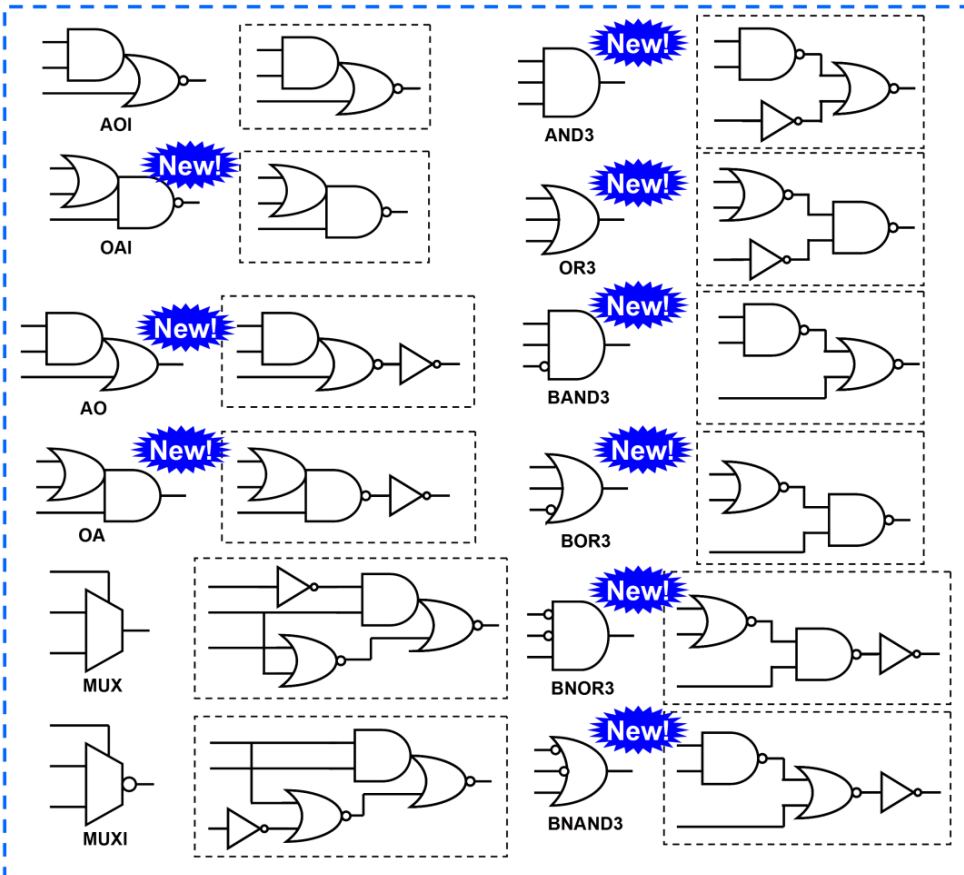 AOI
New!
AND3
New!
OAI
New!
OR3
New!
AO
New!
BAND3
New!
OA
New!
BOR3
MUX
New!
BNOR3
MUXI
New!
BNAND3